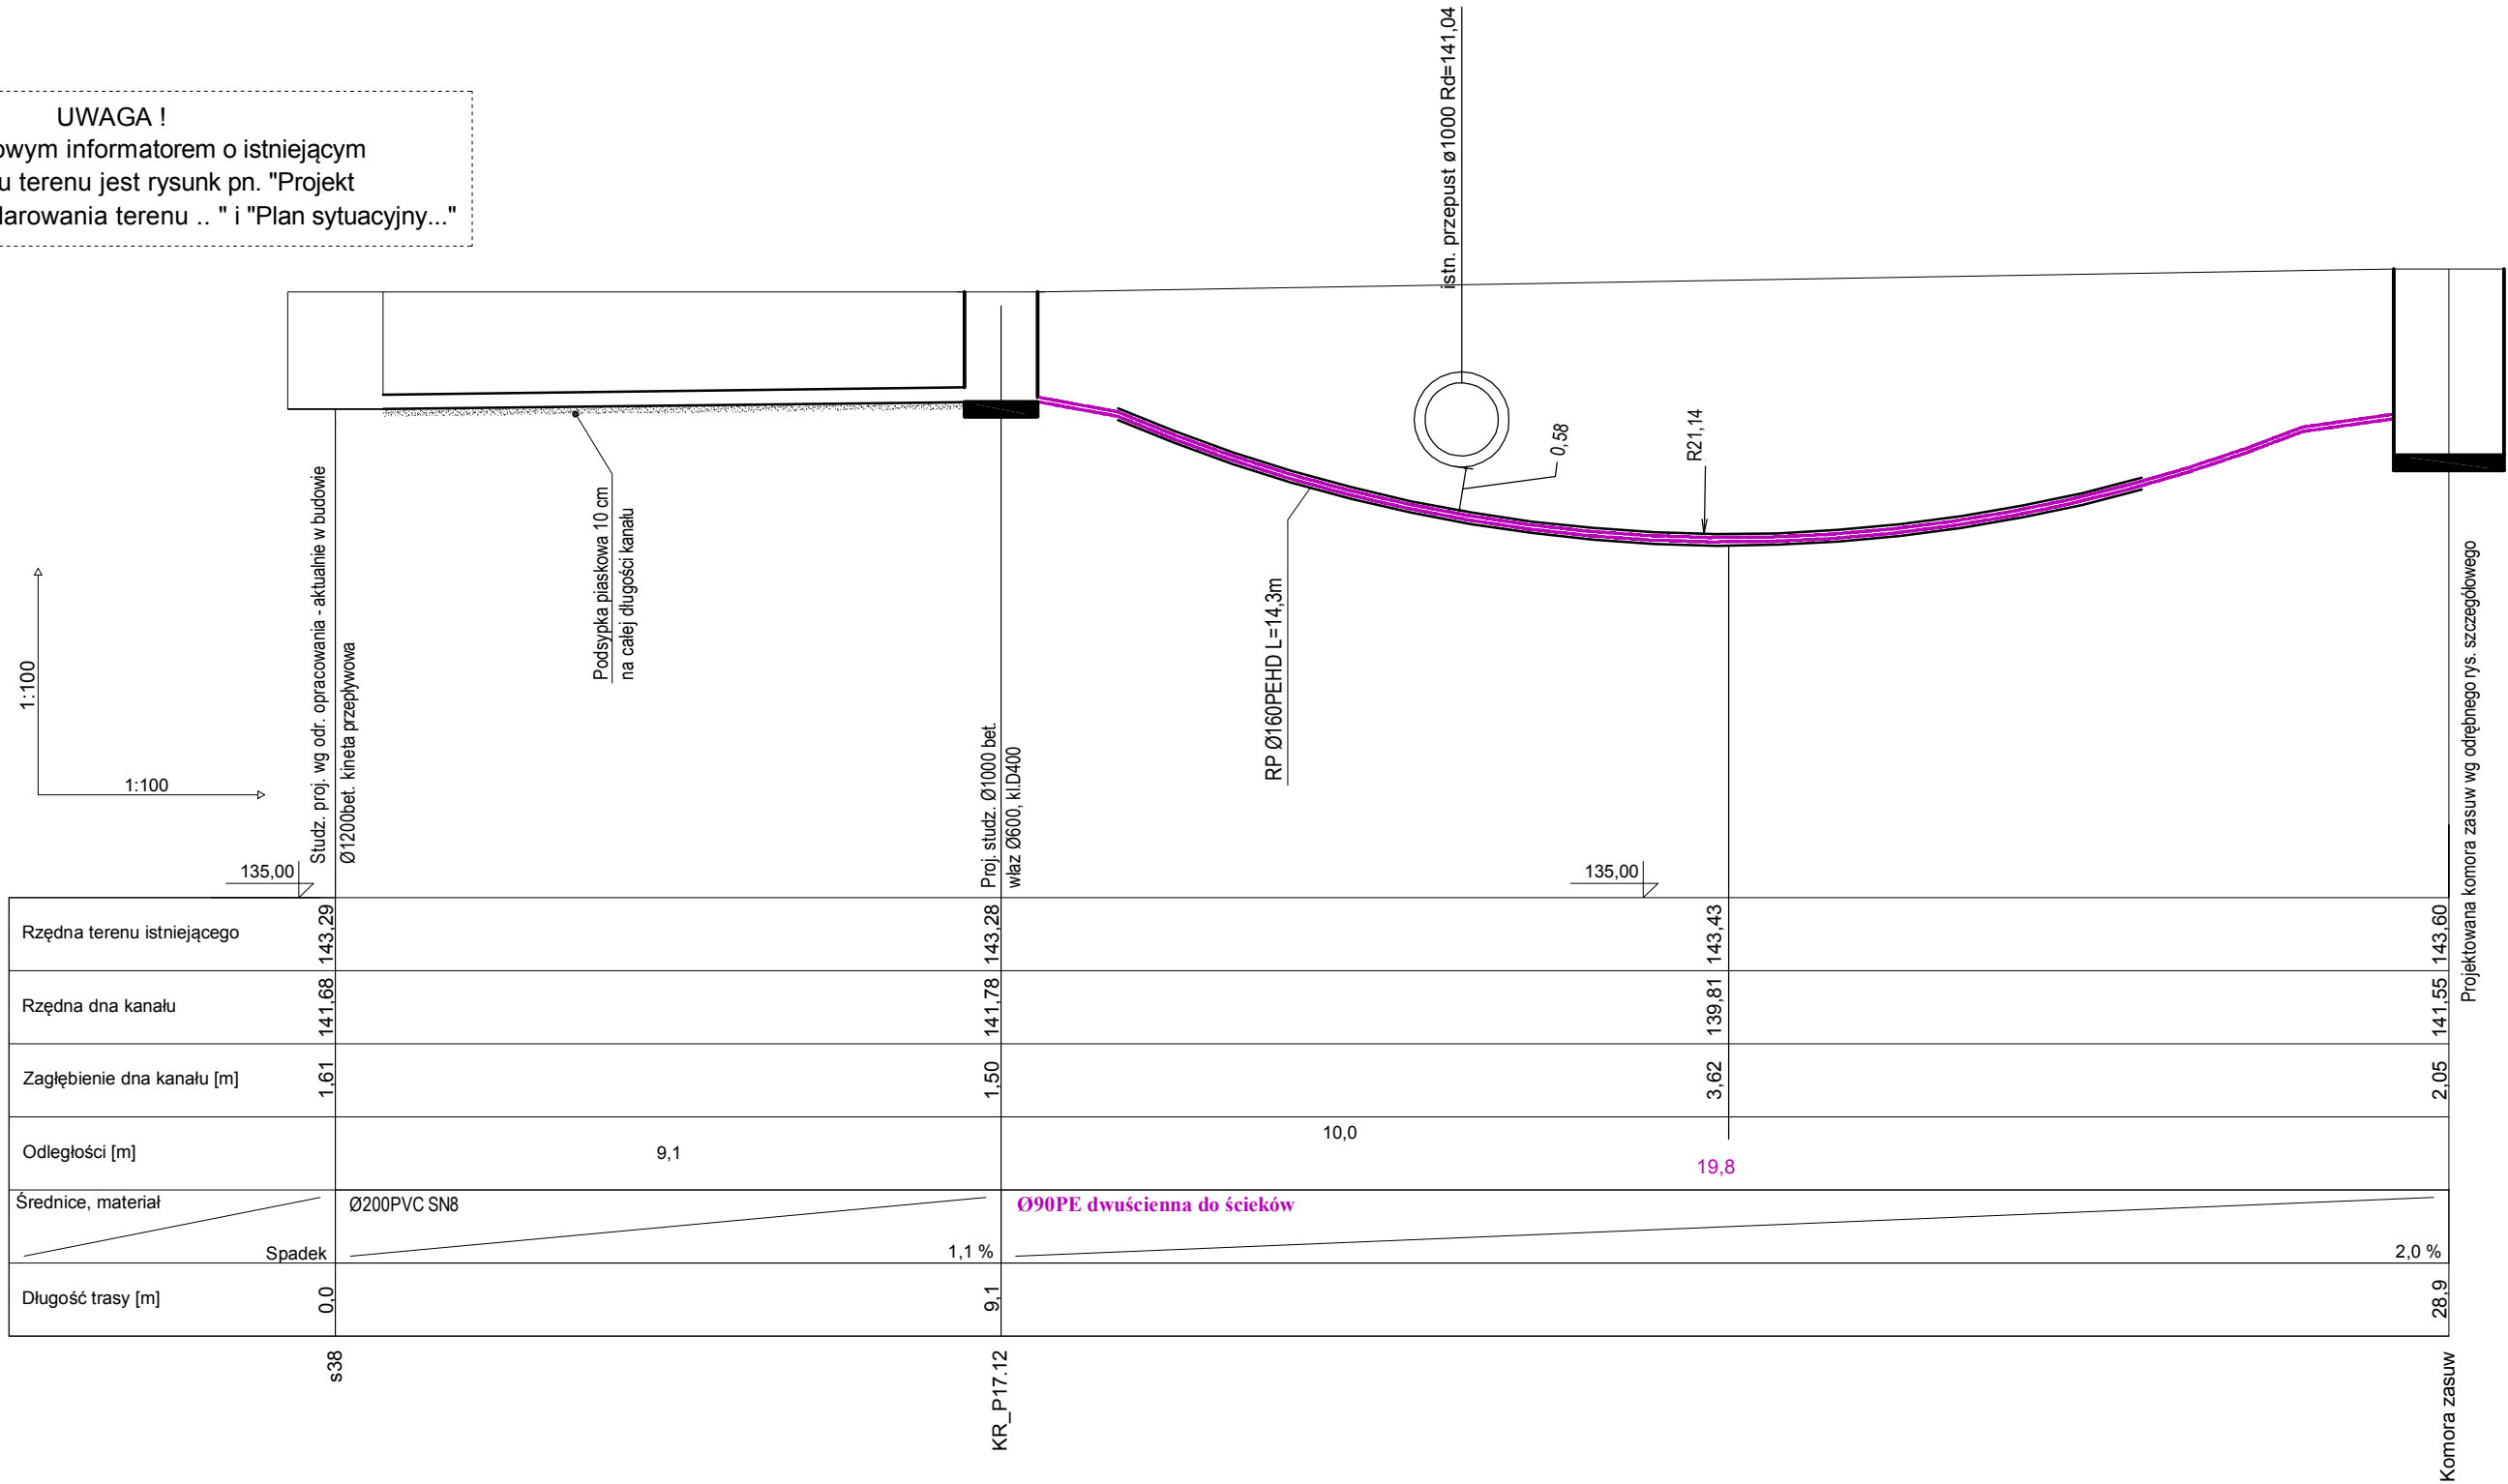 UWAGA !
informatorem o istniejącym
terenu jest rysunk pn. "Projekt
terenu .. " i "Plan sytuacyjny..."
istn. przepust ø1000 Rd=141,04
0,58
R21,14
Podsypka piaskowa 10 cm
na całej długości kanału
RP Ø160PEHD L=14,3m
1:100
1:100
Studz. proj. wg odr. opracowania - aktualnie w budowie
Ø1200bet. kineta przepływowa
Proj. studz. Ø1000 bet.
właz Ø600, kl.D400
Projektowana komora zasuw wg odrębnego rys. szczegółowego
135,00
135,00
Rzędna terenu istniejącego 143,29 143,28 143,43 143,60
Rzędna dna kanału 141,68 141,78 139,81 141,55
Zagłębienie dna kanału [m] 1,61 1,50 3,62 2,05
Odległości [m] 9,1 10,0
19,8
Średnice, materiał Ø200PVC SN8 Ø90PE dwuścienna do ścieków
Spadek 1,1 % 2,0 %
Długość trasy [m] 0,0 9,1 28,9
s38
KR_P17.12
Komora zasuw